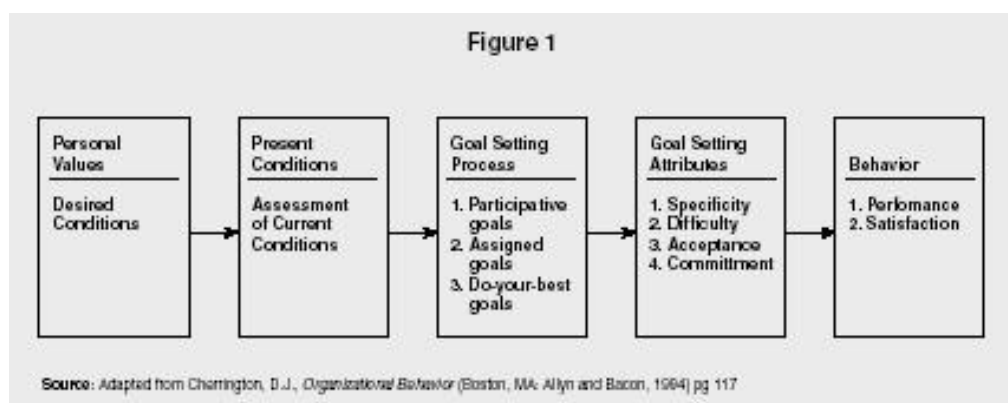 Figure 1
Personal
Values
Desired
Conditions
Present
Conditions
Assessment
of Current
Conditions
Goal Setting
Process
1. Participative
goals
2. Assigned
goals
3. Do-your-best
goals
Goal Setting
Attributes
1. Specificity
2. Difficulty
3. Acceptance
4. Committment
Behavior
1. Perfomance
2. Satisfaction
Source: Adapted from Cherrington, D.J., Organizational Behavior (Boston, MA: Allyn and Bacon, 1994) pg 117